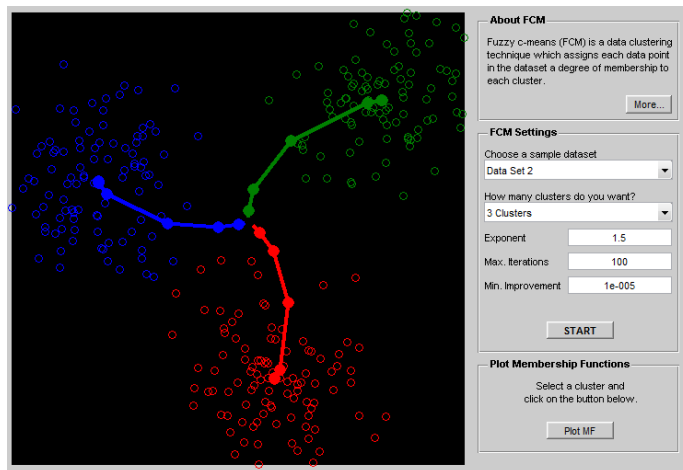 About FCM
Fuzzy c-means (FCM) is a data clustering
technique which assigns each data point
in the dataset a degree of membership to
each cluster.
More...
FCM Settings
Choose a sample dataset
Data Set 2
How many clusters do you want?
3 Clusters
Exponent 1.5
Max. Iterations 100
Min. Improvement 1e-005
START
Plot Membership Functions
Select a cluster and
click on the button below.
Plot MF